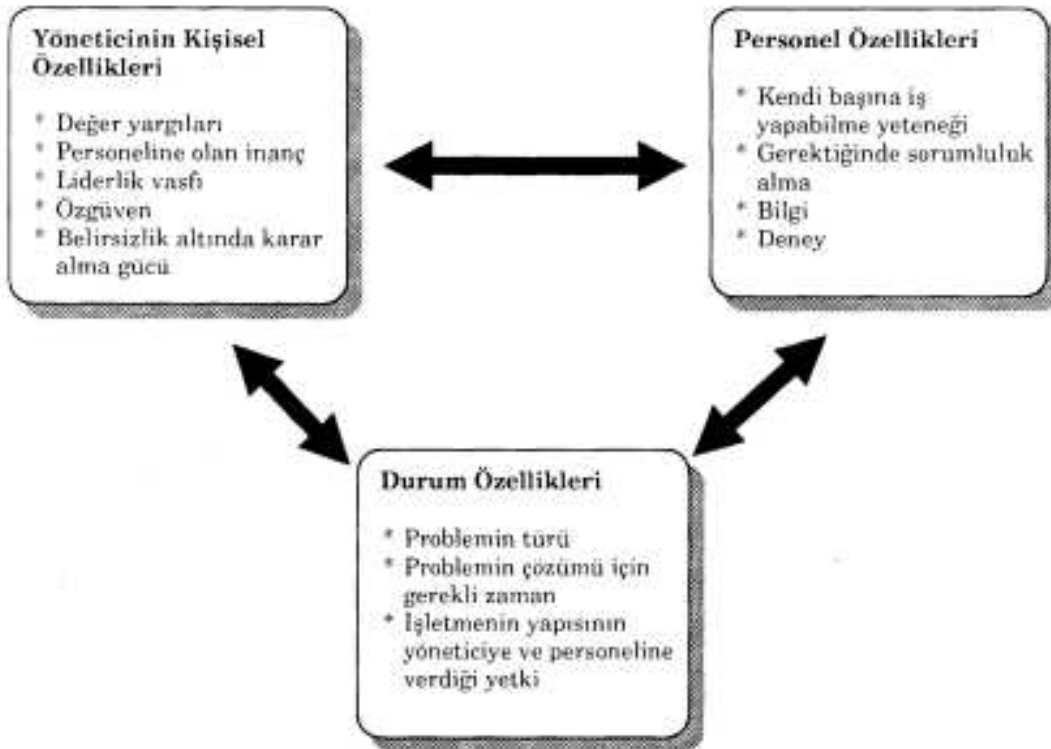 Yöneticinin Kişisel
Özellikleri
* Değer yargıları
* Personeline olan inanç
* Liderlik vasfı
* Özgüven
* Belirsizlik altında karar
alma gücü
Personel Özellikleri
* Kendi başına iş
yapabilme yeteneği
* Gerektiğinde sorumluluk
alma
* Bilgi
* Deney
Durum Özellikleri
* Problemin türü
* Problemin çözümü için
gerekli zaman
* İşletmenin yapısının
yöneticiye ve personeline
verdiği yetki